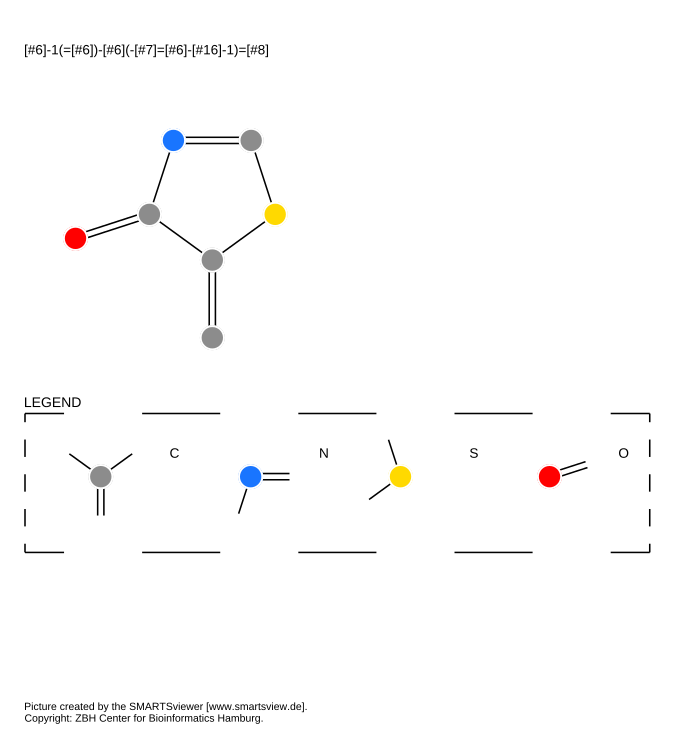 [#6]-1(=[#6])-[#6](-[#7]=[#6]-[#16]-1)=[#8]
LEGEND
C N S O
Picture created by the SMARTSviewer [www.smartsview.de].
Copyright: ZBH Center for Bioinformatics Hamburg.